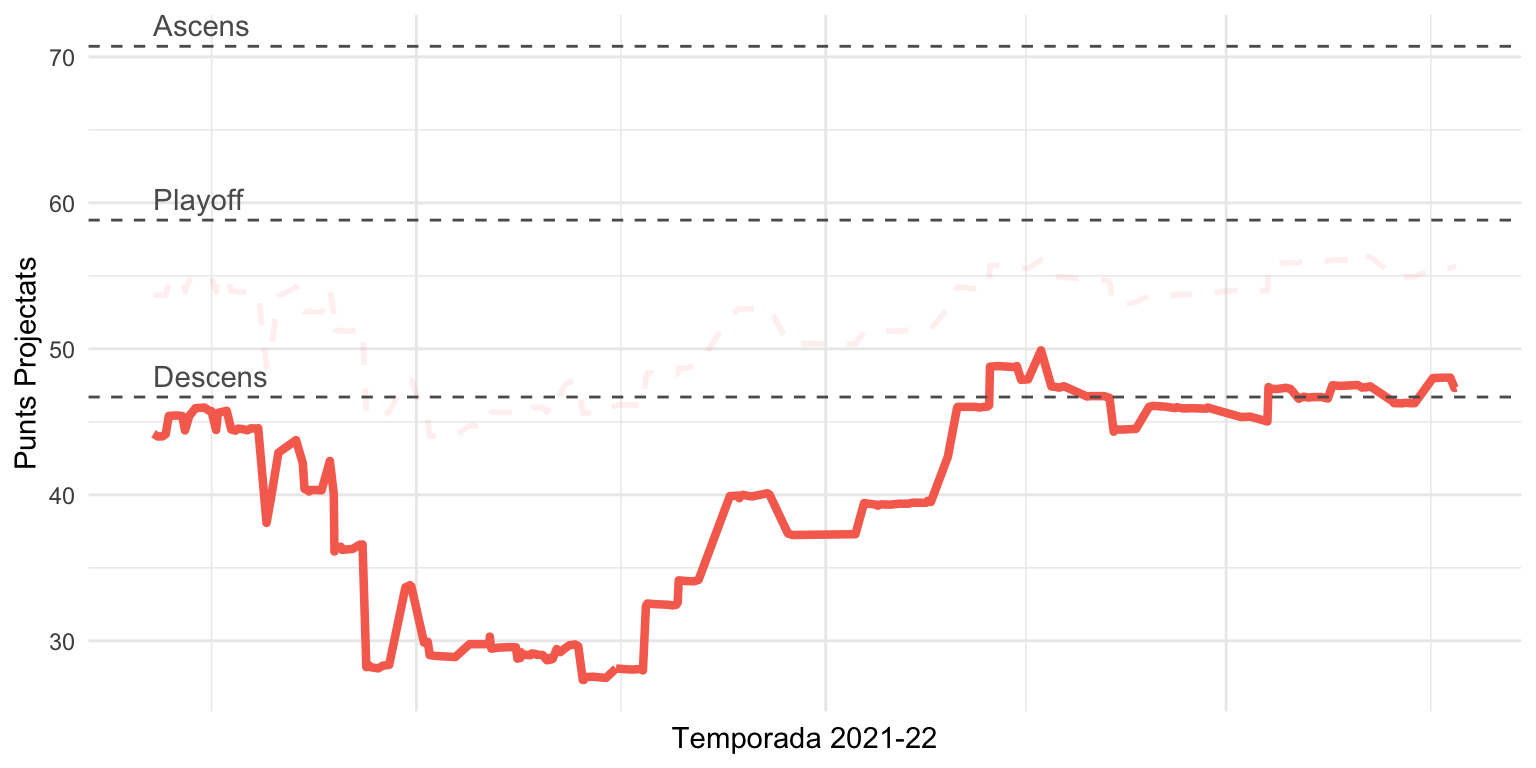 Ascens
70
Playoff
60
50
Descens
40
30
Punts Projectats
Temporada 2021-22